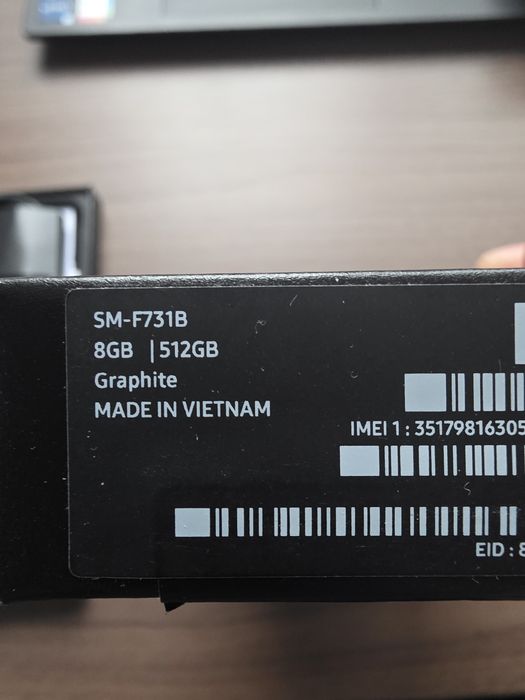 SM-F731B
8GB | 512GB
Graphite
MADE IN VIETNAM
IMEI 1 : 35179816305
EID : 8